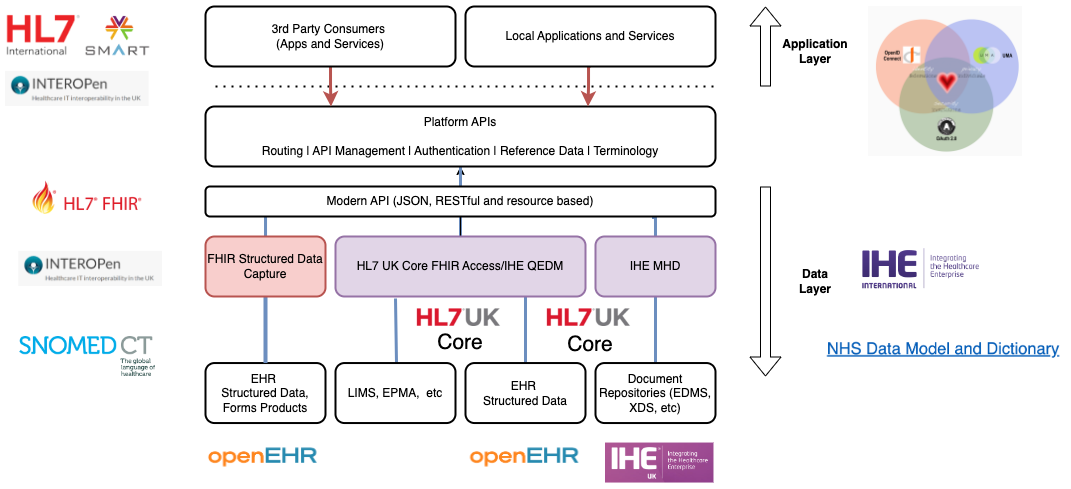 HL7
International
SMART
INTEROPen
Healthcare IT interoperability in the UK
3rd Party Consumers
(Apps and Services)
Local Applications and Services
Application
Layer
OpenID
Connect
UMA
OAuth 2.0
Platform APIs
Routing | API Management | Authentication | Reference Data | Terminology
HL7 FHIR
Modern API (JSON, RESTful and resource based)
INTEROPen
Healthcare IT interoperability in the UK
FHIR Structured Data
Capture
HL7 UK Core FHIR Access/IHE QEDM
IHE MHD
Data
Layer
IHE
INTERNATIONAL
Integrating
the Healthcare
Enterprise
HL7UK
Core
HL7UK
Core
SNOMED CT
The global
language of
healthcare
NHS Data Model and Dictionary
EHR
Structured Data,
Forms Products
LIMS, EPMA, etc
EHR
Structured Data
Document
Repositories (EDMS,
XDS, etc)
openEHR
openEHR
IHE
UK
Integrating
the Healthcare
Enterprise